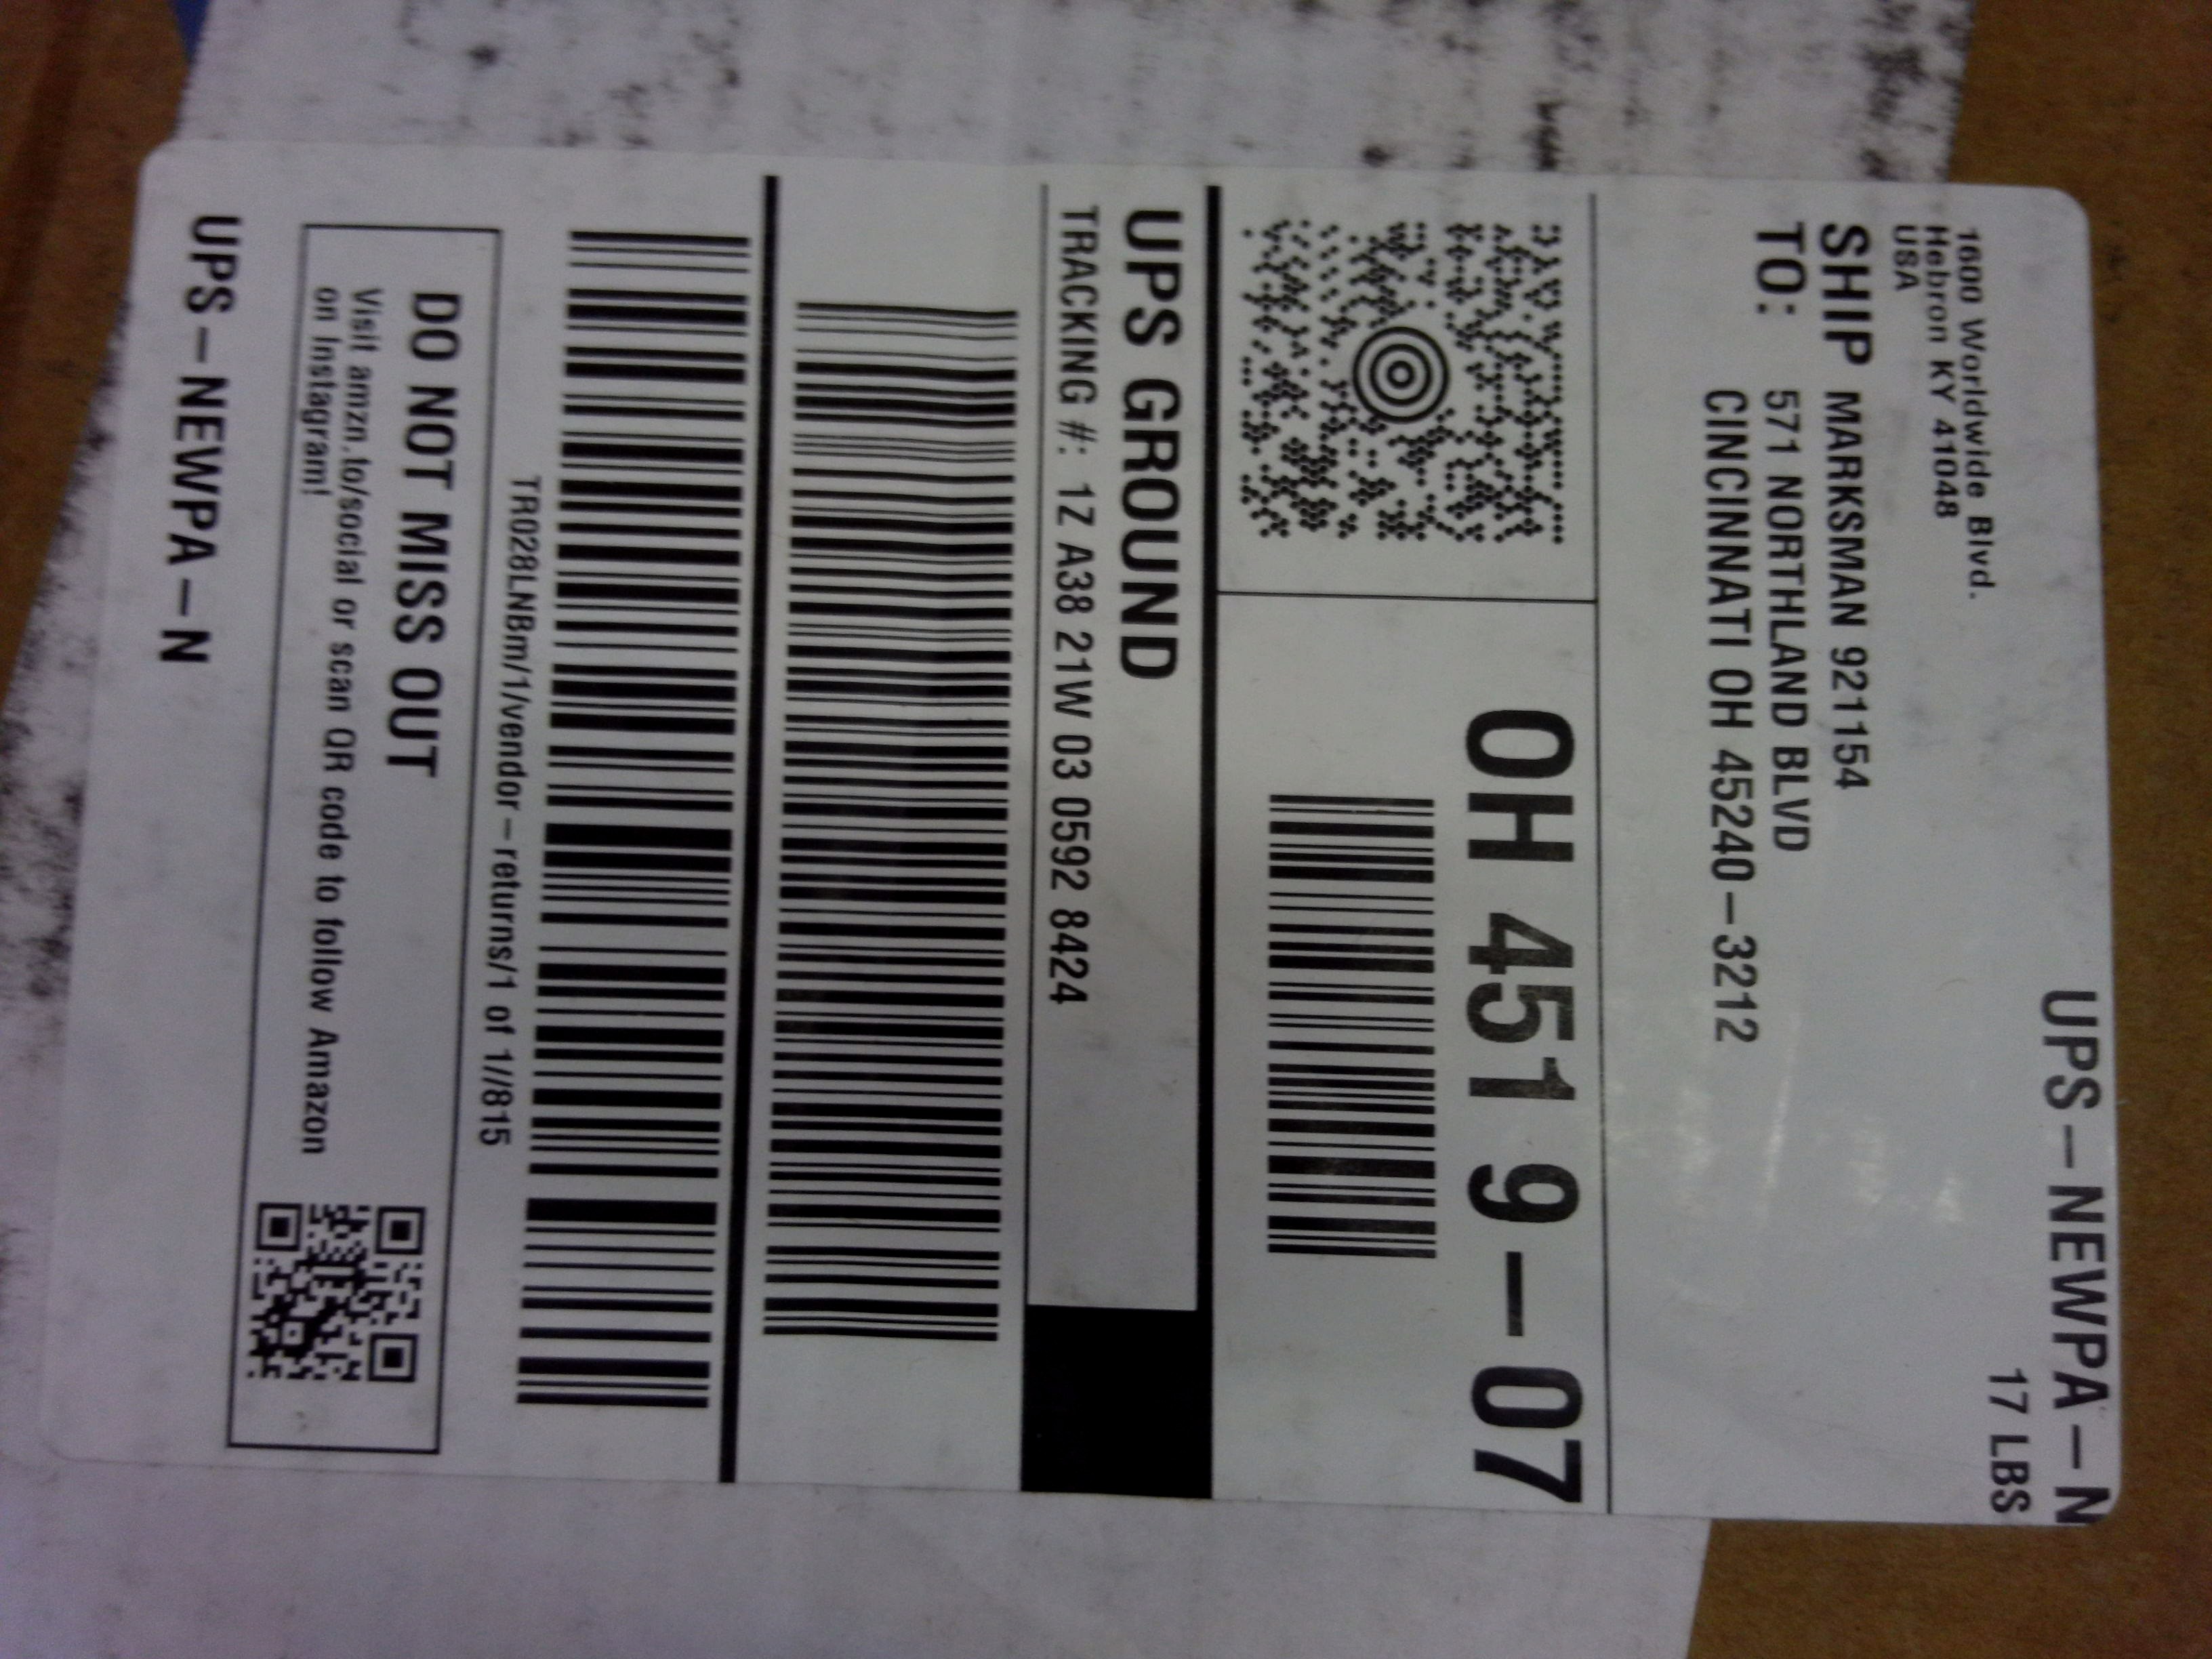 UPS-NEWPA-N
17 LBS
1600 Worldwide Blvd.
Hebron KY 41048
USA
SHIP TO: MARKSMAN 921154
571 NORTHLAND BLVD
CINCINNATI OH 45240-3212
OH 451 9-07
UPS GROUND
TRACKING #: 1Z A38 21W 03 0592 8424
TR028LNBm/1/vendor-returns/1 of 1//815
DO NOT MISS OUT
Visit amzn.to/social or scan QR code to follow Amazon
on Instagram!
UPS-NEWPA-N